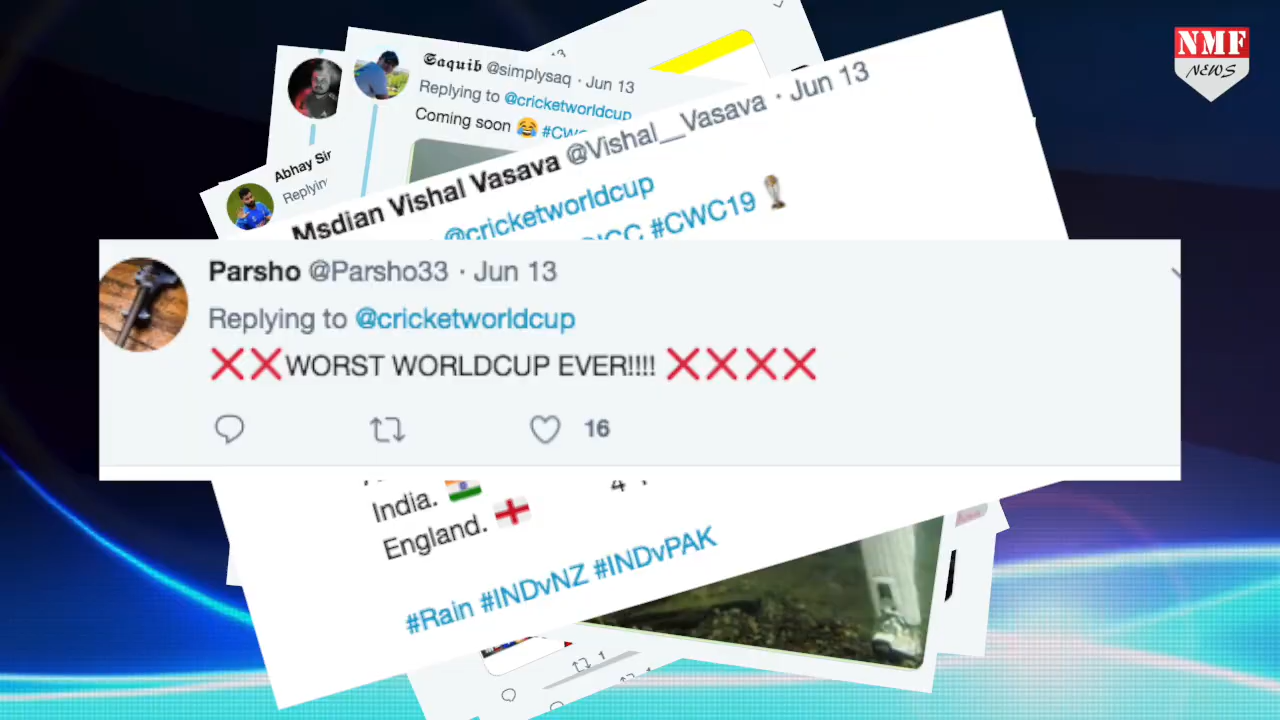 NMF
NEWS
Saquib @simplysaq · Jun 13
Replying to @cricketworldcup
Coming soon 😂
Msdian Vishal Vasava @Vishal__Vasava · Jun 13
@cricketworldcup
#CWC19
Abhay
Parsho @Parsho33 · Jun 13
Replying to @cricketworldcup
❌❌WORST WORLDCUP EVER!!!! ❌❌❌❌
16
India. 🇮🇳
England.
#Rain #INDvNZ #INDvPAK
1